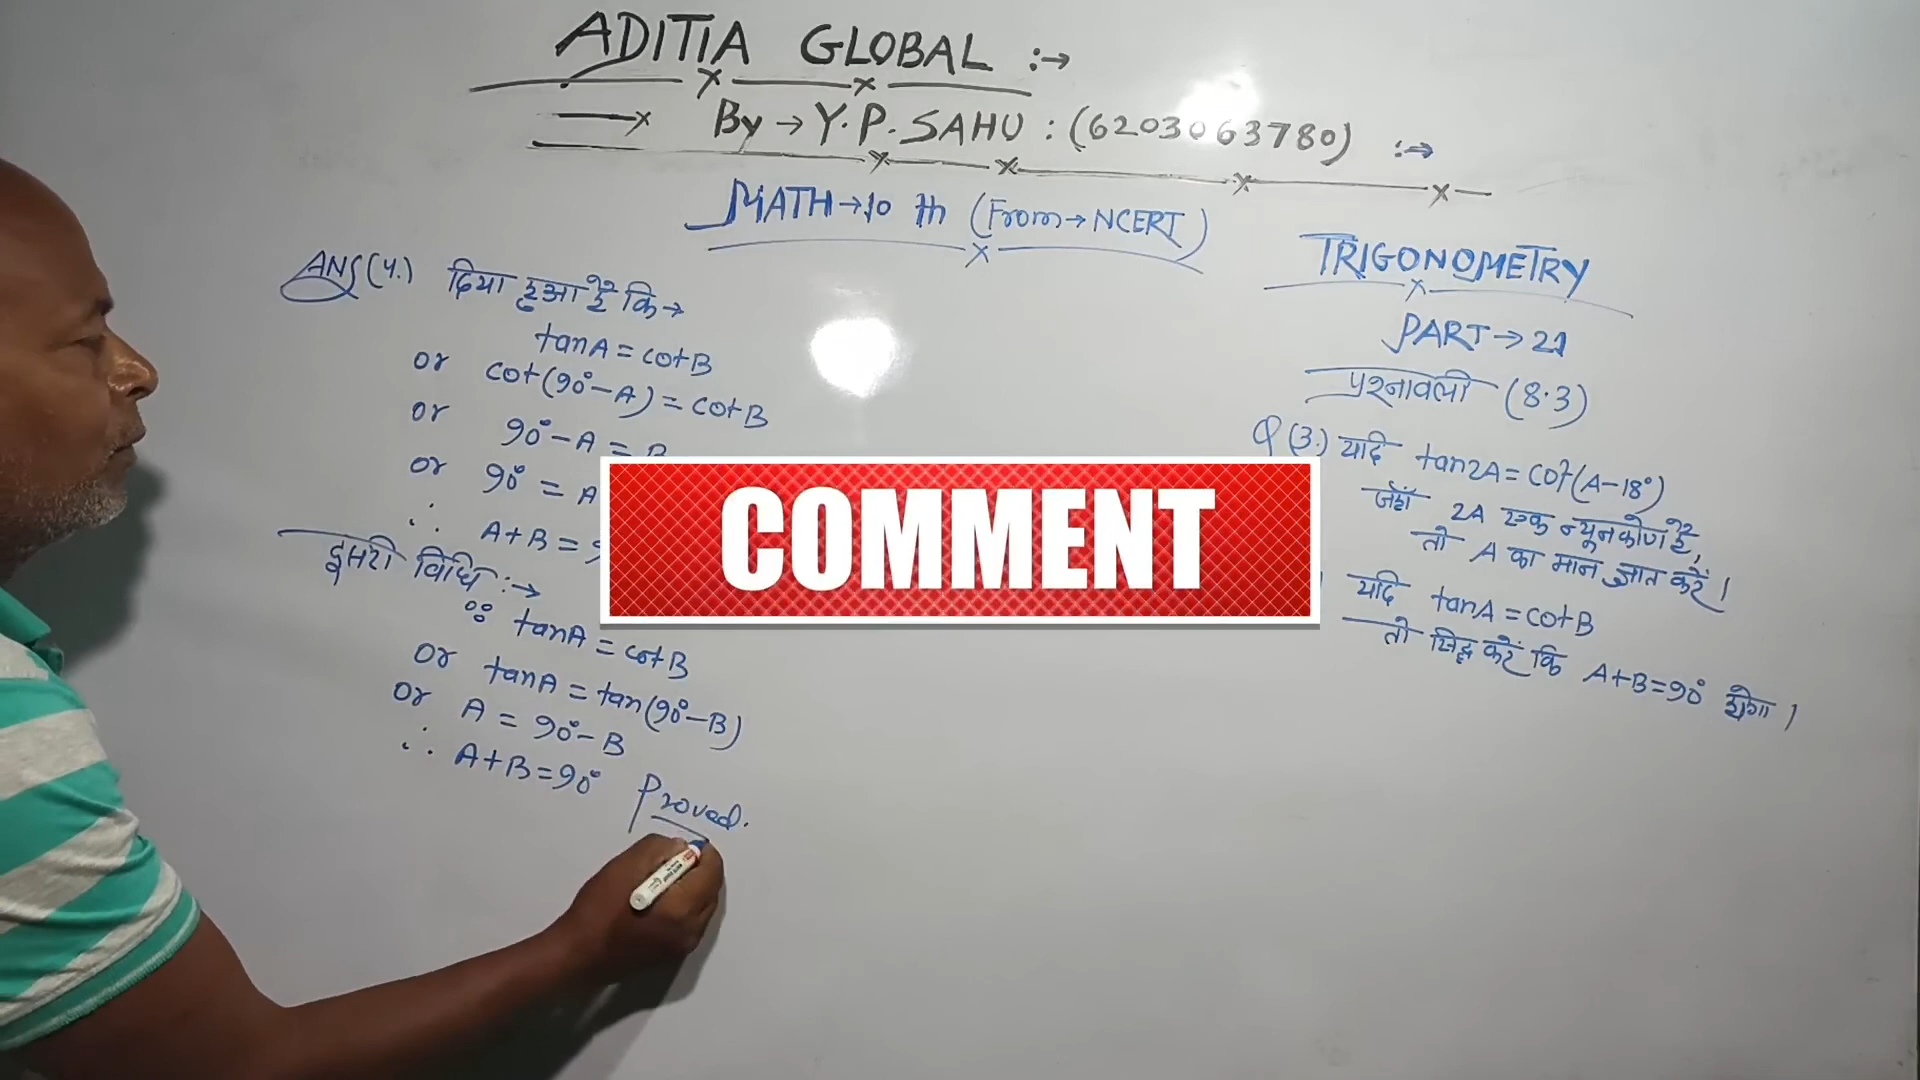 ADITIA GLOBAL :→
By → Y.P. SAHU : (6203063780) :→
MATH → 10 th (From → NCERT)
TRIGONOMETRY
PART → 21
प्रश्नावली (8.3)
Q (3.) यदि tan2A = cot(A-18°)
जहाँ 2A एक न्यूनकोण है,
तो A का मान ज्ञात करें।
यदि tanA = cotB
तो सिद्ध करें कि A+B=90° होगा।
ANS (4.) दिया हुआ है कि →
tanA = cotB
or cot(90°-A) = cotB
or 90°-A = B
or 90° = A
∴ A+B =
दूसरी विधि :→
∵ tanA = cotB
or tanA = tan(90°-B)
or A = 90°-B
∴ A+B=90° Proved.
COMMENT